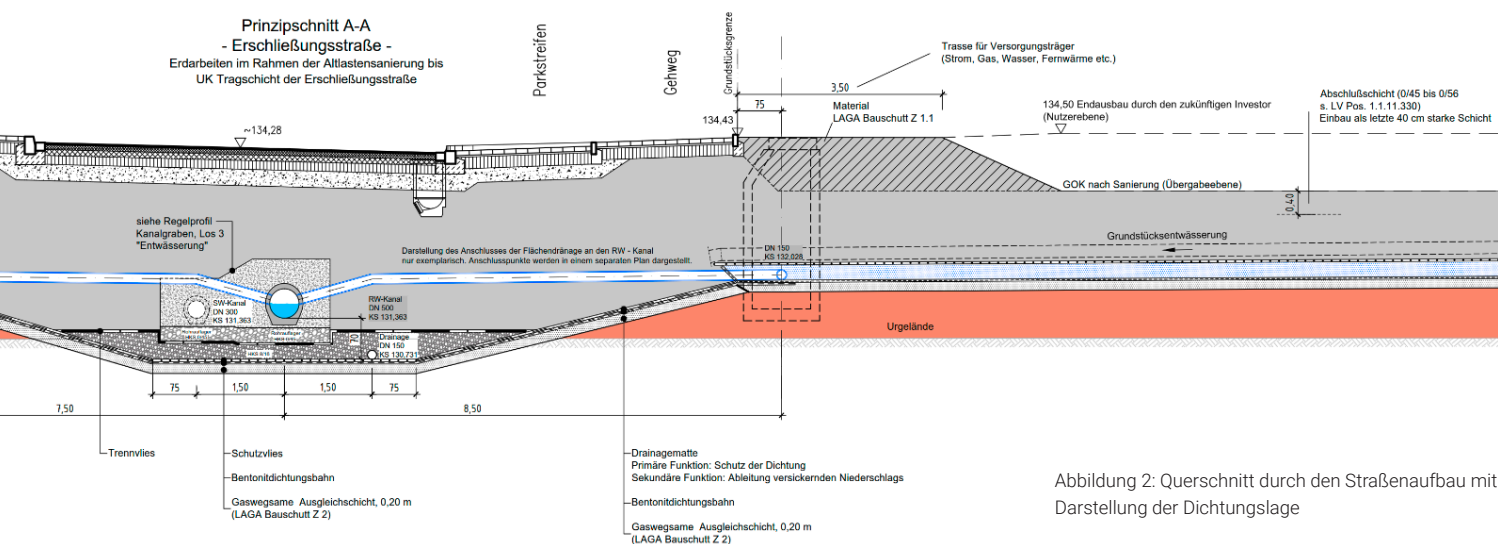 Prinzipschnitt A-A
- Erschließungsstraße -
Erdarbeiten im Rahmen der Altlastensanierung bis
UK Tragschicht der Erschließungsstraße
Parkstreifen
Gehweg
Grundstücksgrenze
Trasse für Versorgungsträger
(Strom, Gas, Wasser, Fernwärme etc.)
3,50
75
Material
LAGA Bauschutt Z 1.1
134,43
~134,28
134,50 Endausbau durch den zukünftigen Investor
(Nutzerebene)
Abschlußschicht (0/45 bis 0/56
s. LV Pos. 1.1.11.330)
Einbau als letzte 40 cm starke Schicht
GOK nach Sanierung (Übergabeebene)
0,40
siehe Regelprofil
Kanalgraben, Los 3
"Entwässerung"
Darstellung des Anschlusses der Flächendränage an den RW - Kanal
nur exemplarisch. Anschlusspunkte werden in einem separaten Plan dargestellt.
DN 150
KS 132,028
Grundstücksentwässerung
SW-Kanal
DN 300
KS 131,363
RW-Kanal
DN 500
KS 131,363
Rohrauflager
Rohrauflager
70
Drainage
DN 150
KS 130,731
HKS 8/16
Urgelände
75
1,50
1,50
75
7,50
8,50
Trennvlies
Schutzvlies
Bentonitdichtungsbahn
Gaswegsame Ausgleichschicht, 0,20 m
(LAGA Bauschutt Z 2)
Drainagematte
Primäre Funktion: Schutz der Dichtung
Sekundäre Funktion: Ableitung versickernden Niederschlags
Bentonitdichtungsbahn
Gaswegsame Ausgleichschicht, 0,20 m
(LAGA Bauschutt Z 2)
Abbildung 2: Querschnitt durch den Straßenaufbau mit
Darstellung der Dichtungslage